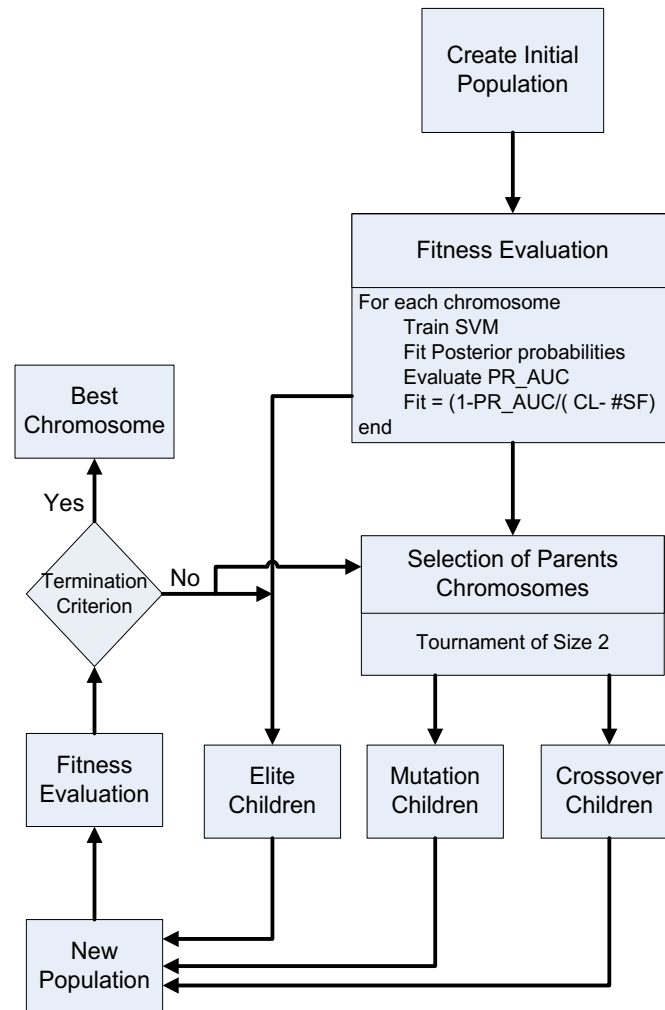 Create Initial
Population
Fitness Evaluation
For each chromosome
Train SVM
Fit Posterior probabilities
Evaluate PR_AUC
Fit = (1-PR_AUC/( CL- #SF)
end
Best
Chromosome
Yes
Termination
Criterion
No
Selection of Parents
Chromosomes
Tournament of Size 2
Fitness
Evaluation
Elite
Children
Mutation
Children
Crossover
Children
New
Population